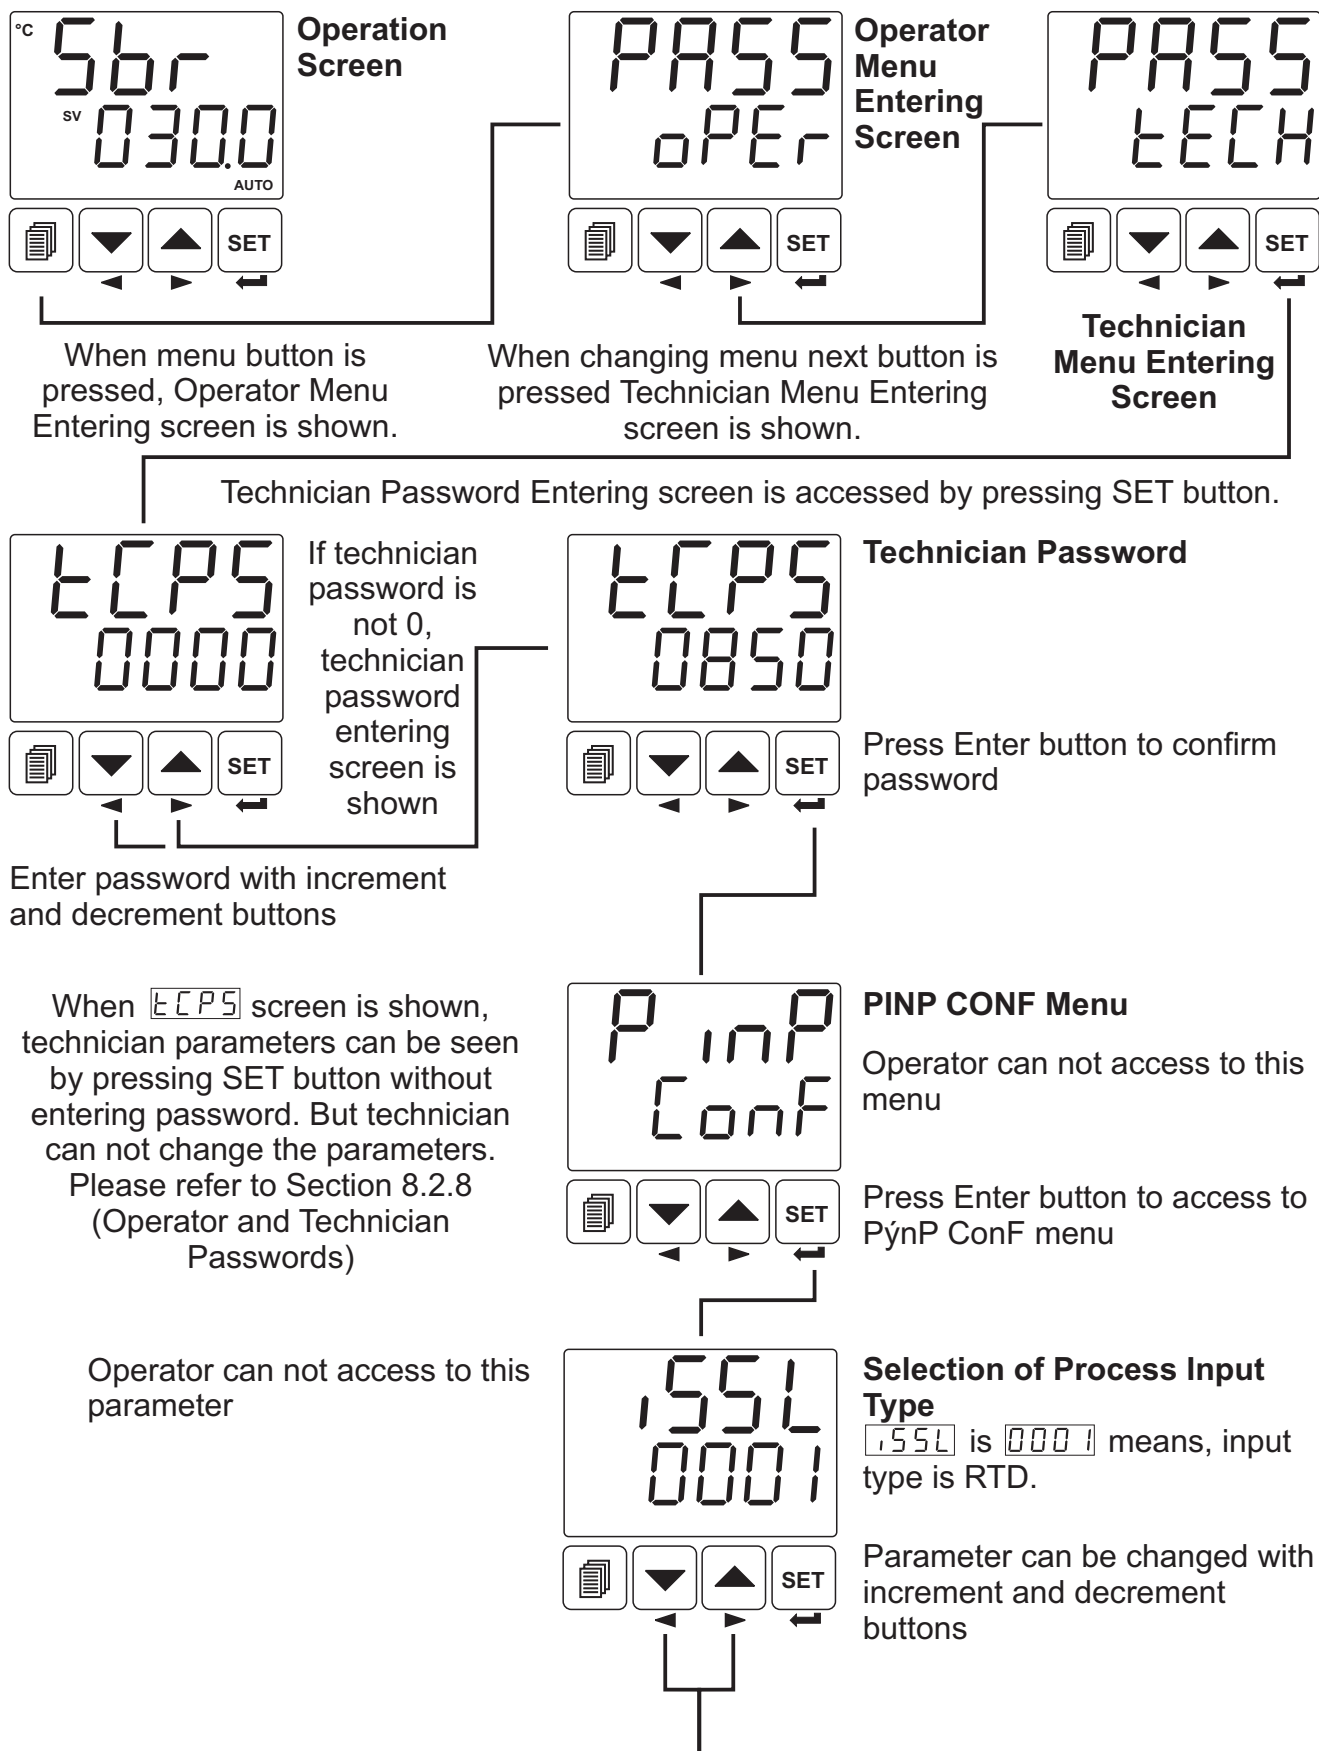 °C
Sbr
SV
030.0
AUTO
SET
Operation
Screen
PASS
oPEr
SET
Operator
Menu
Entering
Screen
PASS
tECH
SET
When menu button is
pressed, Operator Menu
Entering screen is shown.
When changing menu next button is
pressed Technician Menu Entering
screen is shown.
Technician
Menu Entering
Screen
Technician Password Entering screen is accessed by pressing SET button.
tCPS
0000
SET
If technician
password is
not 0,
technician
password
entering
screen is
shown
tCPS
0850
SET
Technician Password
Press Enter button to confirm
password
Enter password with increment
and decrement buttons
When tCPS screen is shown,
technician parameters can be seen
by pressing SET button without
entering password. But technician
can not change the parameters.
Please refer to Section 8.2.8
(Operator and Technician
Passwords)
PinP
ConF
SET
PINP CONF Menu
Operator can not access to this
menu
Press Enter button to access to
PýnP ConF menu
Operator can not access to this
parameter
iSSL
0001
SET
Selection of Process Input
Type
iSSL is 0001 means, input
type is RTD.
Parameter can be changed with
increment and decrement
buttons